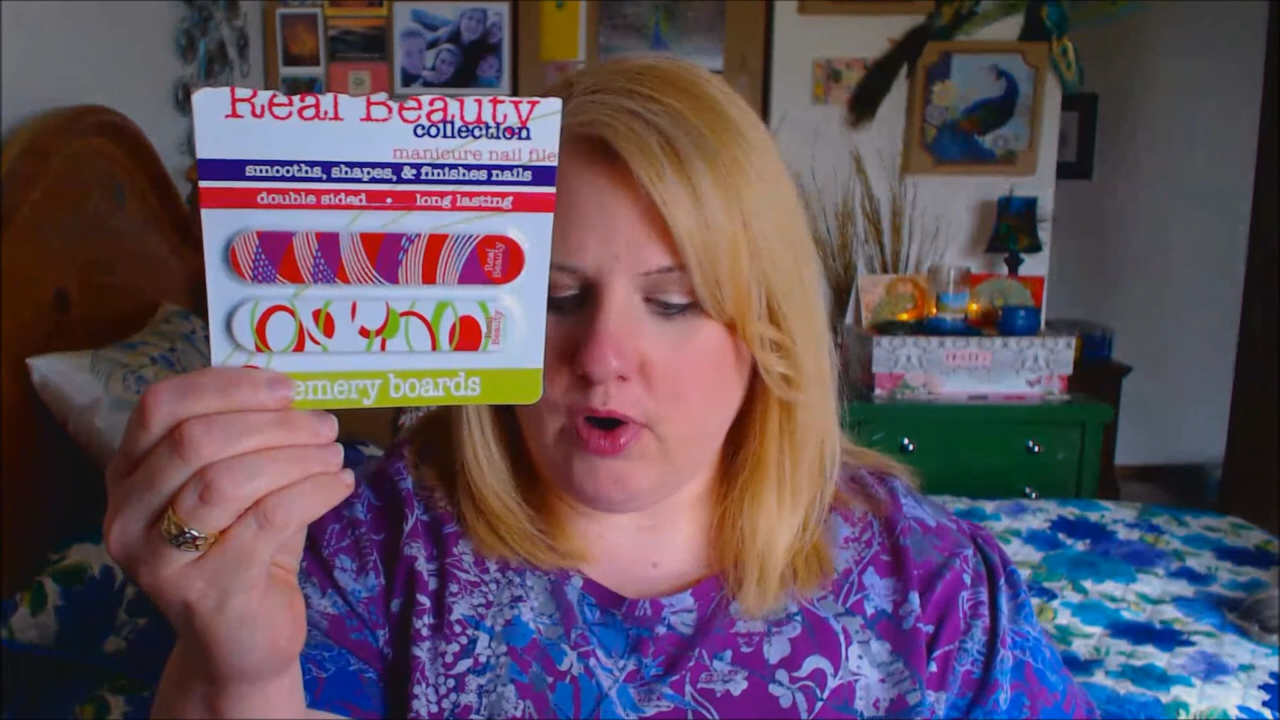 Real Beauty
collection
manicure nail file
smooths, shapes, & finishes nails
double sided • long lasting
Real
Beauty
Real
Beauty
emery boards